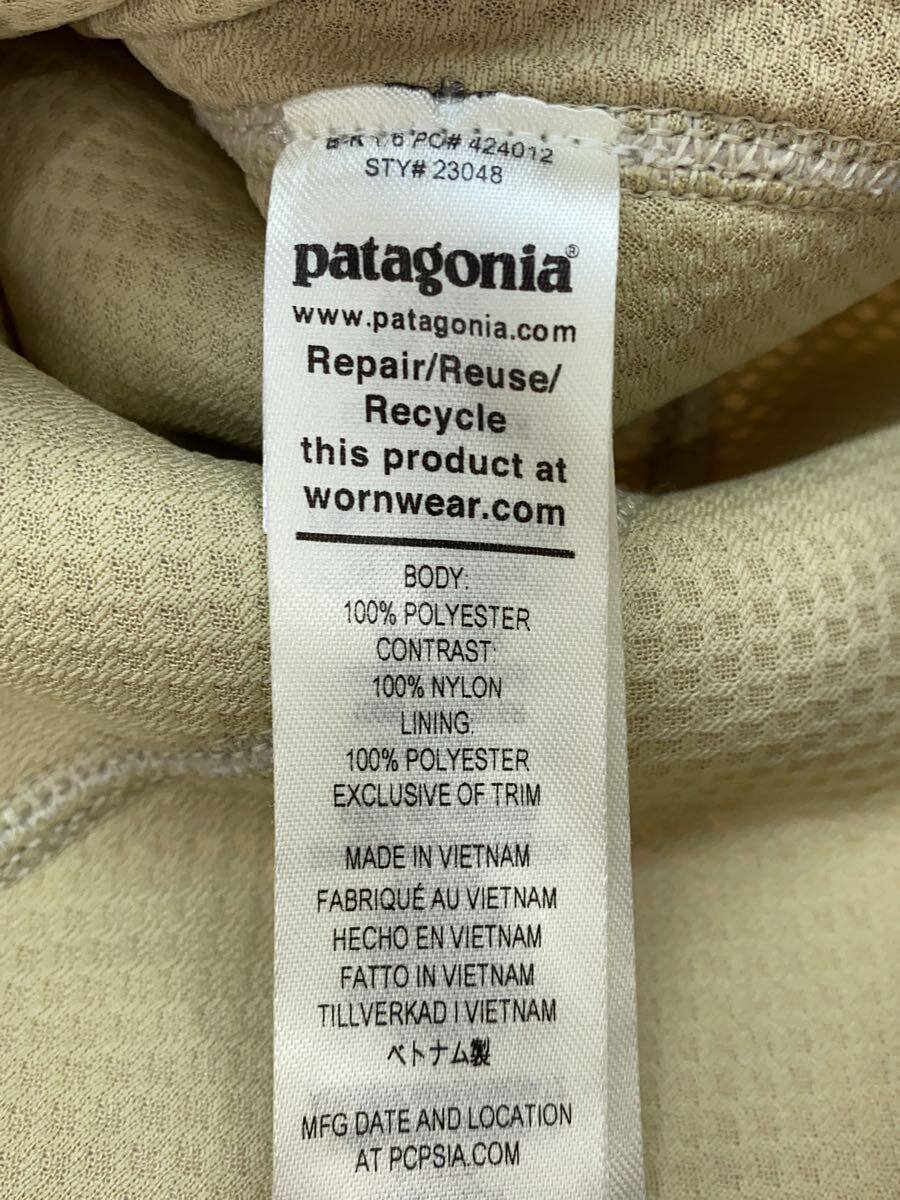 PO# 424012
STY# 23048
patagonia®
www.patagonia.com
Repair/Reuse/
Recycle
this product at
wornwear.com
BODY:
100% POLYESTER
CONTRAST:
100% NYLON
LINING:
100% POLYESTER
EXCLUSIVE OF TRIM
MADE IN VIETNAM
FABRIQUÉ AU VIETNAM
HECHO EN VIETNAM
FATTO IN VIETNAM
TILLVERKAD I VIETNAM
ベトナム製
MFG DATE AND LOCATION
AT PCPSIA.COM